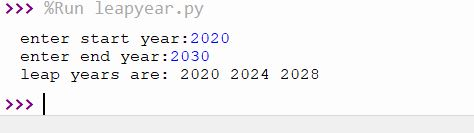 >>> %Run leapyear.py
enter start year:2020
enter end year:2030
leap years are: 2020 2024 2028
>>>